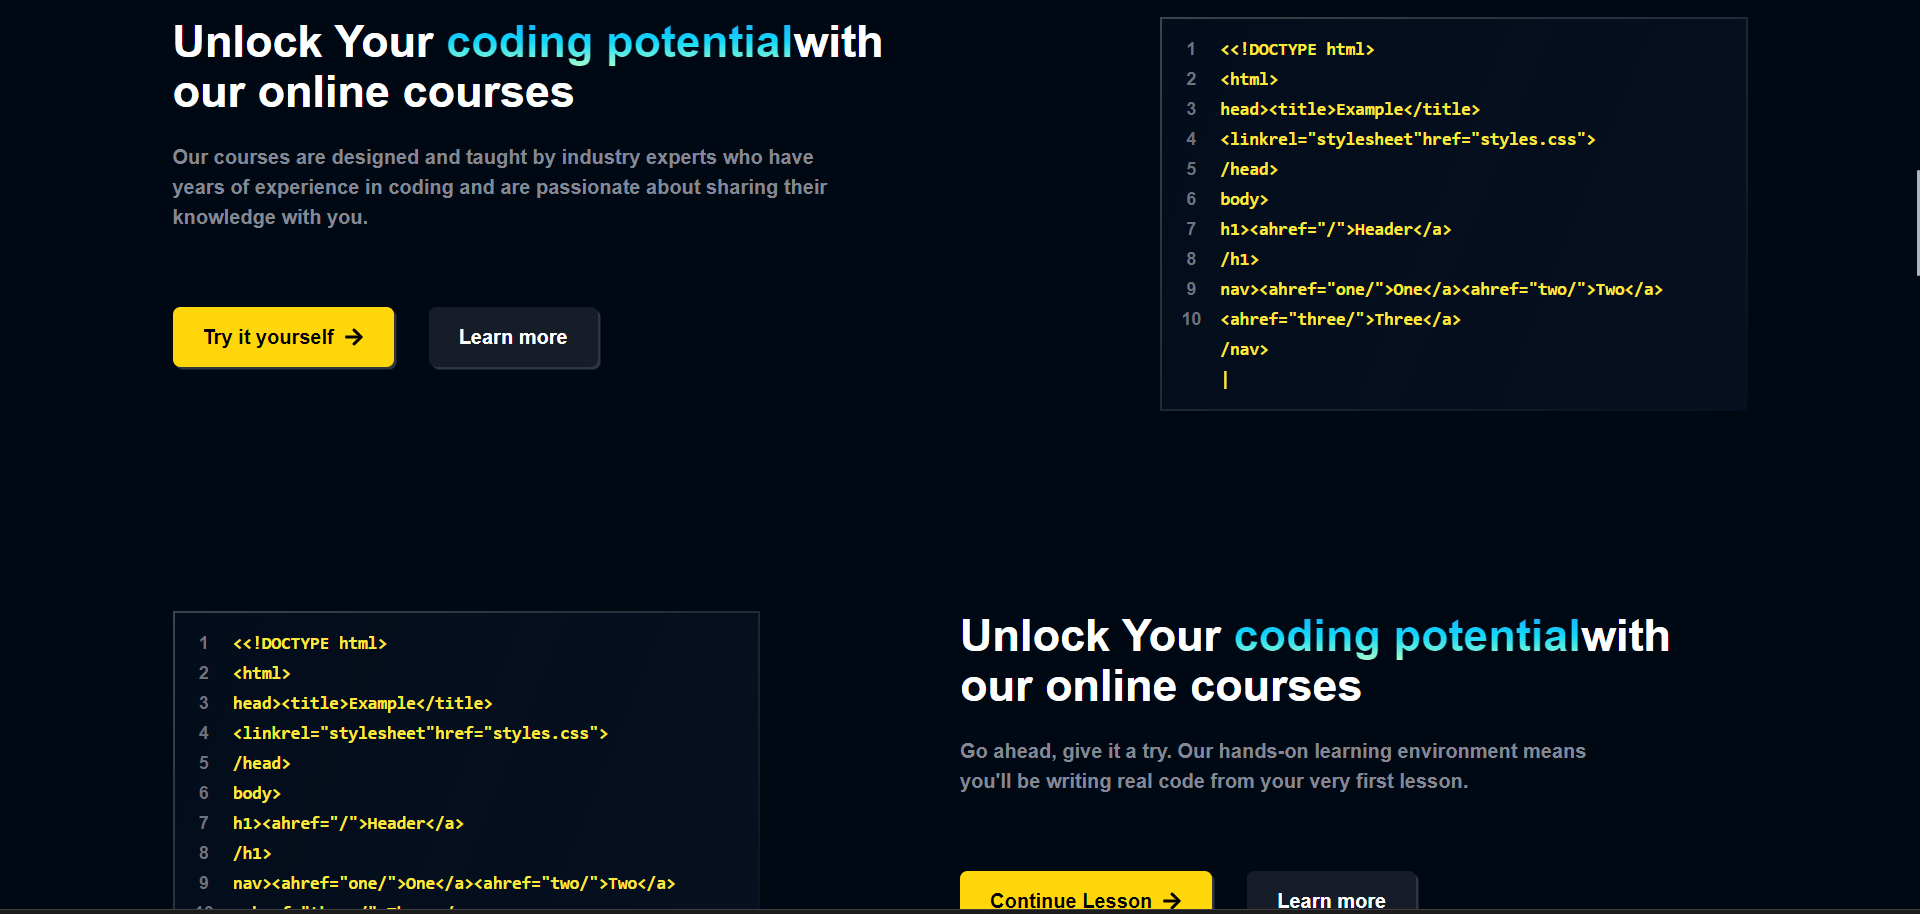 Unlock Your coding potentialwith
our online courses
Our courses are designed and taught by industry experts who have
years of experience in coding and are passionate about sharing their
knowledge with you.
Try it yourself →
Learn more
1 <<!DOCTYPE html>
2 <html>
3 head><title>Example</title>
4 <linkrel="stylesheet"href="styles.css">
5 /head>
6 body>
7 h1><ahref="/">Header</a>
8 /h1>
9 nav><ahref="one/">One</a><ahref="two/">Two</a>
10 <ahref="three/">Three</a>
/nav>
|
1 <<!DOCTYPE html>
2 <html>
3 head><title>Example</title>
4 <linkrel="stylesheet"href="styles.css">
5 /head>
6 body>
7 h1><ahref="/">Header</a>
8 /h1>
9 nav><ahref="one/">One</a><ahref="two/">Two</a>
Unlock Your coding potentialwith
our online courses
Go ahead, give it a try. Our hands-on learning environment means
you'll be writing real code from your very first lesson.
Continue Lesson →
Learn more